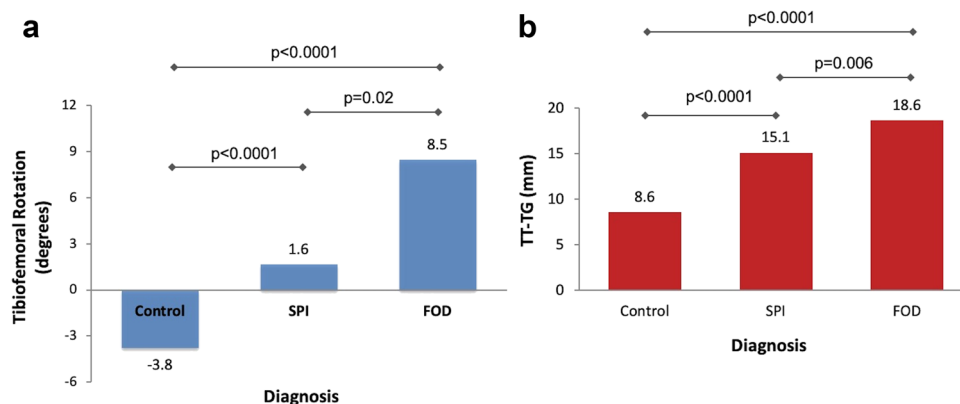 a
p<0.0001
p=0.02
p<0.0001
12
9
6
3
0
-3
-6
Tibiofemoral Rotation
(degrees)
8.5
1.6
-3.8
Control
SPI
FOD
Diagnosis
b
p<0.0001
p=0.006
p<0.0001
20
15
10
5
0
TT-TG (mm)
8.6
15.1
18.6
Control
SPI
FOD
Diagnosis